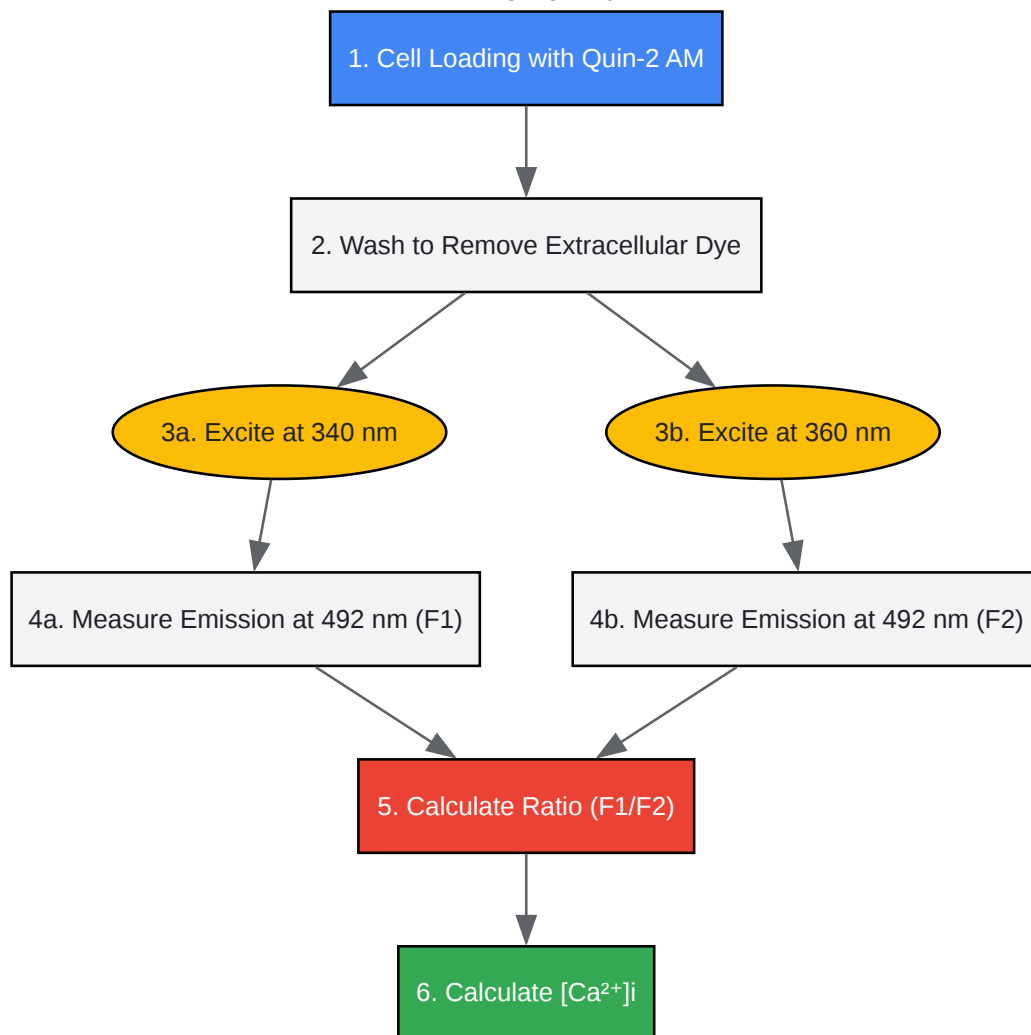 1. Cell Loading with Quin-2 AM
2. Wash to Remove Extracellular Dye
3a. Excite at 340 nm
3b. Excite at 360 nm
4a. Measure Emission at 492 nm (F1)
4b. Measure Emission at 492 nm (F2)
5. Calculate Ratio (F1/F2)
6. Calculate [Ca²⁺]i